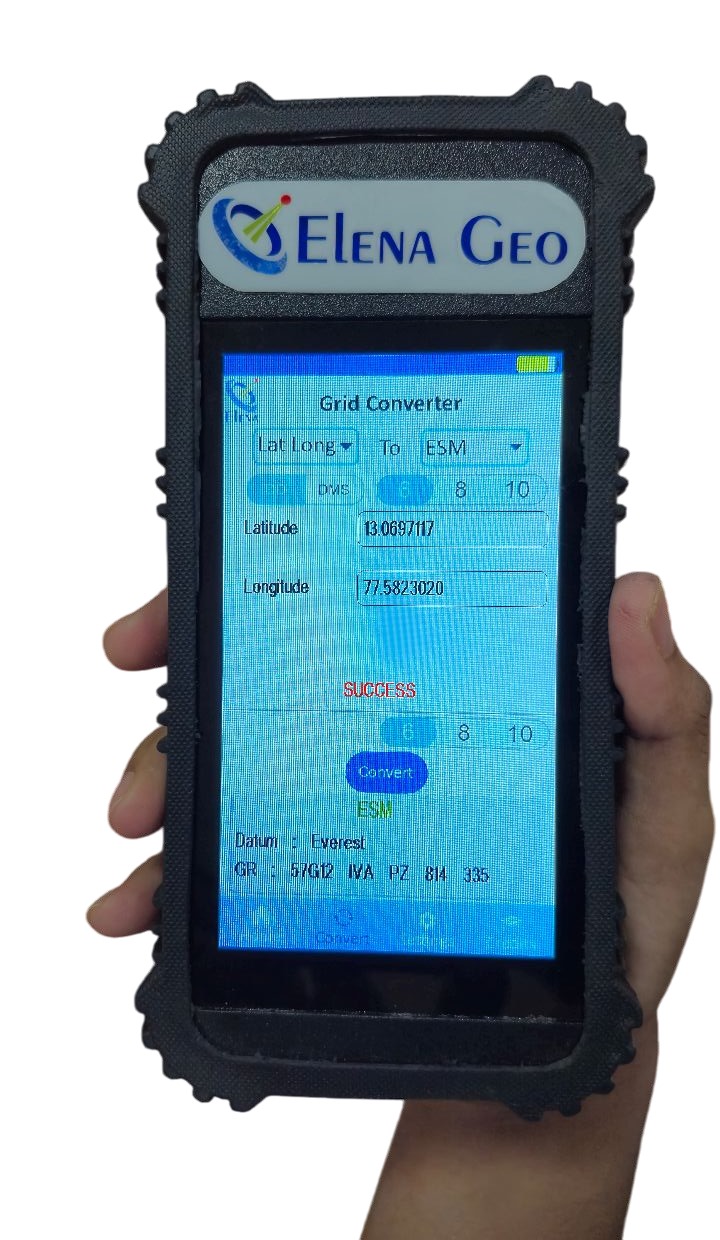 ELENA GEO
ELENA
Grid Converter
Lat Long To ESM
DMS 6 8 10
Latitude 13.0697117
Longitude 77.5823020
SUCCESS
6 8 10
Convert
ESM
Datum : Everest
GR : 57G12 IVA PZ 814 335
Convert